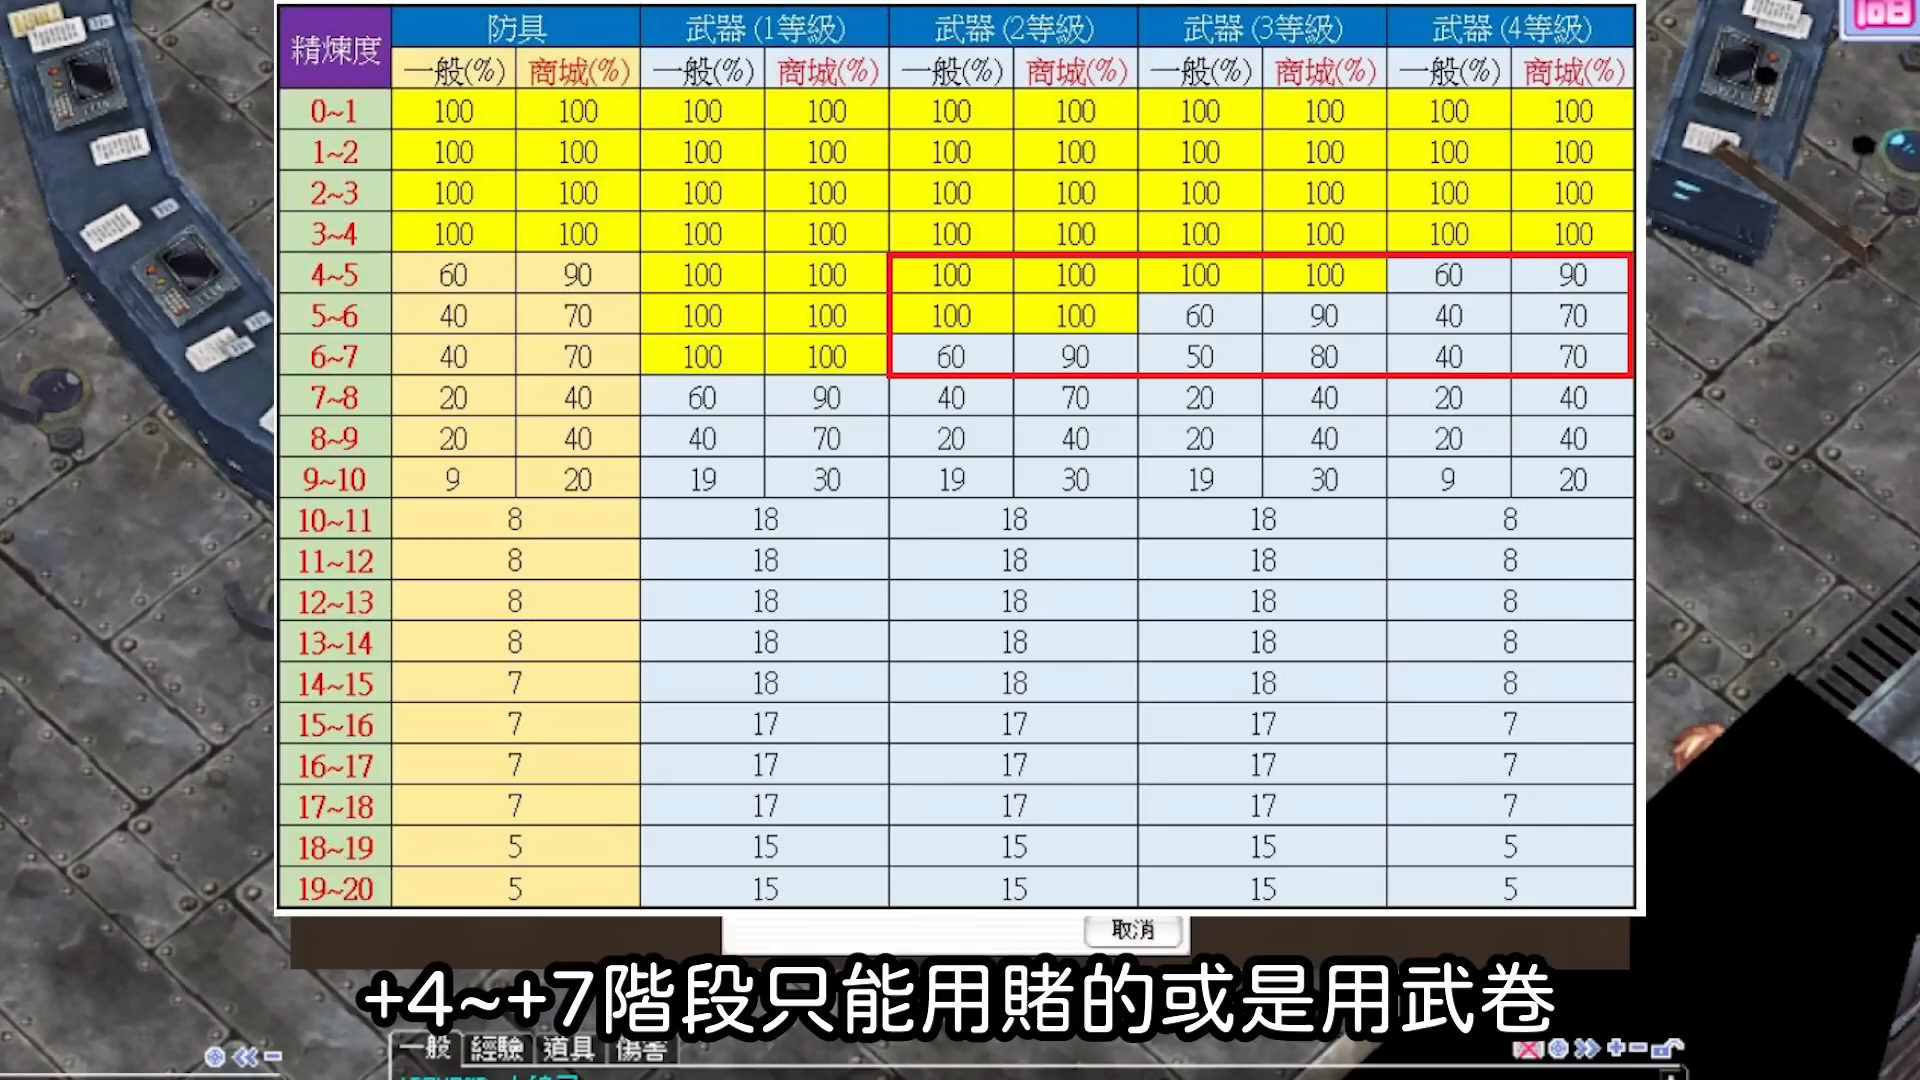 精煉度 防具 武器 (1等級) 武器 (2等級) 武器 (3等級) 武器 (4等級)
一般(%) 商城(%) 一般(%) 商城(%) 一般(%) 商城(%) 一般(%) 商城(%) 一般(%) 商城(%)
0~1 100 100 100 100 100 100 100 100 100 100
1~2 100 100 100 100 100 100 100 100 100 100
2~3 100 100 100 100 100 100 100 100 100 100
3~4 100 100 100 100 100 100 100 100 100 100
4~5 60 90 100 100 100 100 100 100 60 90
5~6 40 70 100 100 100 100 60 90 40 70
6~7 40 70 100 100 60 90 50 80 40 70
7~8 20 40 60 90 40 70 20 40 20 40
8~9 20 40 40 70 20 40 20 40 20 40
9~10 9 20 19 30 19 30 19 30 9 20
10~11 8 18 18 18 8
11~12 8 18 18 18 8
12~13 8 18 18 18 8
13~14 8 18 18 18 8
14~15 7 18 18 18 8
15~16 7 17 17 17 7
16~17 7 17 17 17 7
17~18 7 17 17 17 7
18~19 5 15 15 15 5
19~20 5 15 15 15 5
取消
+4~+7階段只能用賭的或是用武卷
一般 經驗 道具 傷害